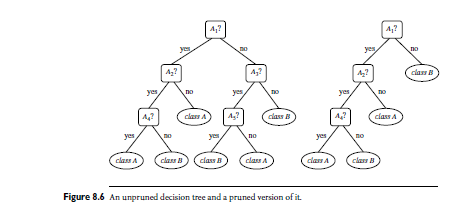 A₁? A₁?
yes no yes no
A₂? A₃? A₂? class B
yes no yes no yes no
A₄? class A A₅? class B A₄? class A
yes no yes no yes no
class A class B class B class A class A class B
Figure 8.6 An unpruned decision tree and a pruned version of it.